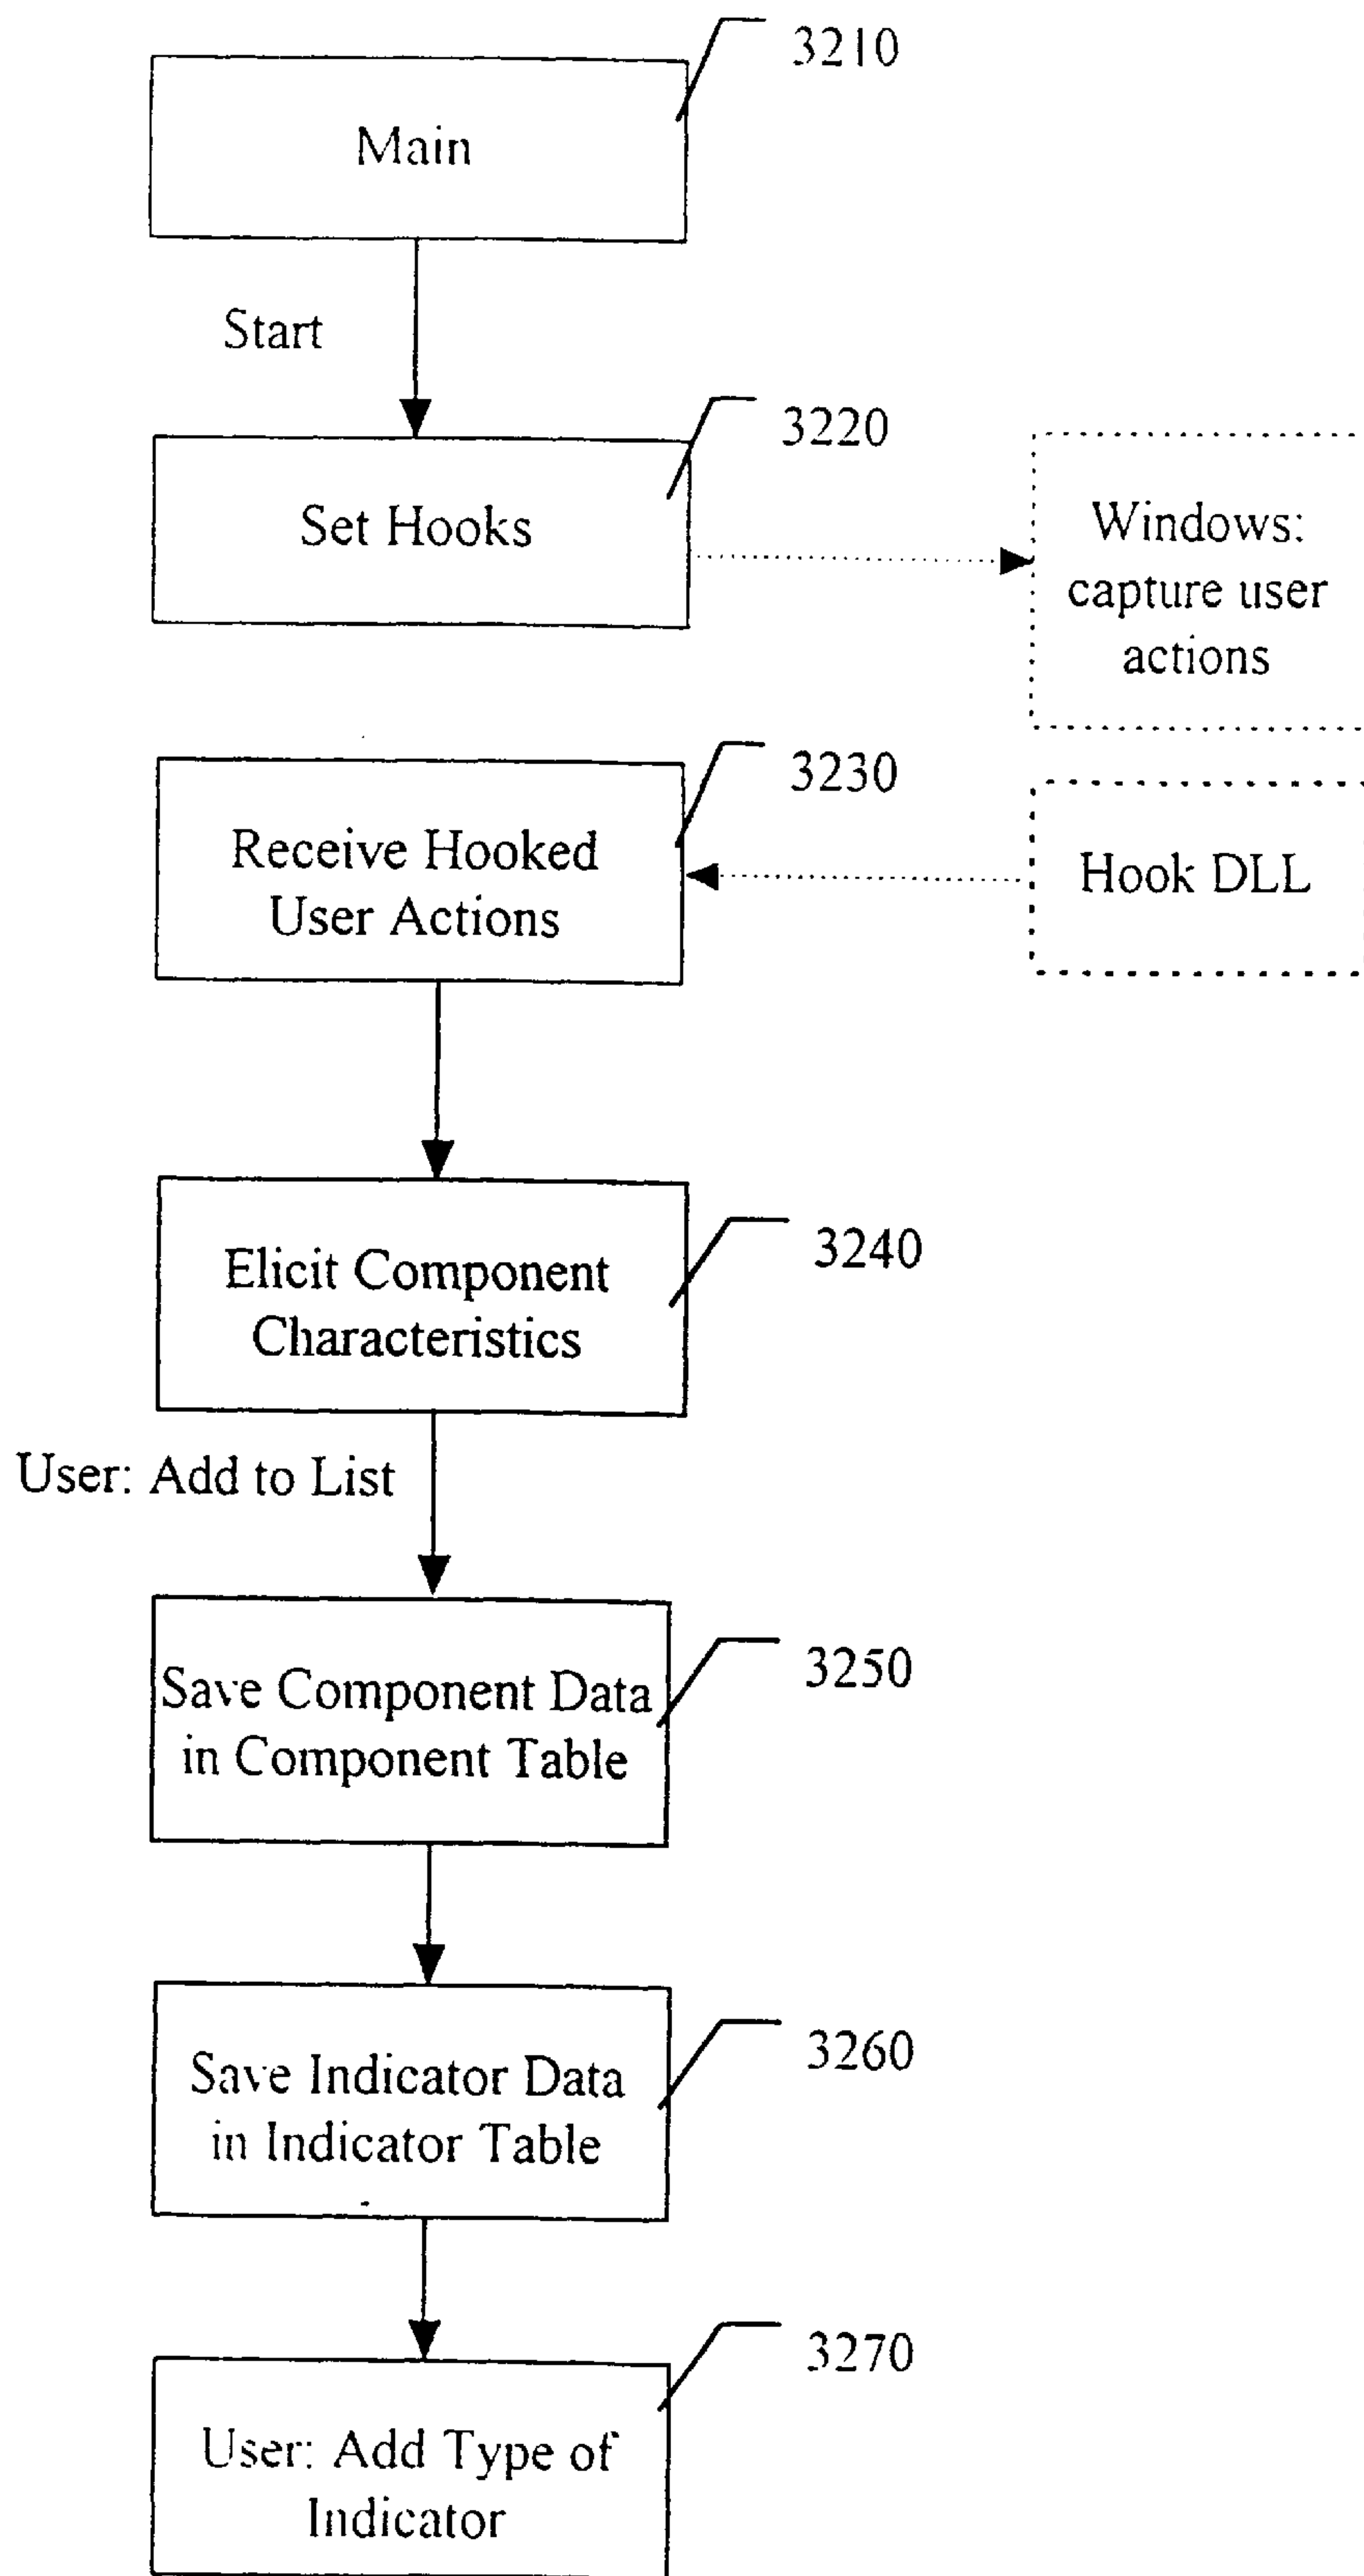 3210
Main
Start
3220
Set Hooks
Windows:
capture user
actions
3230
Receive Hooked
User Actions
Hook DLL
3240
Elicit Component
Characteristics
User: Add to List
3250
Save Component Data
in Component Table
3260
Save Indicator Data
in Indicator Table
3270
User: Add Type of
Indicator